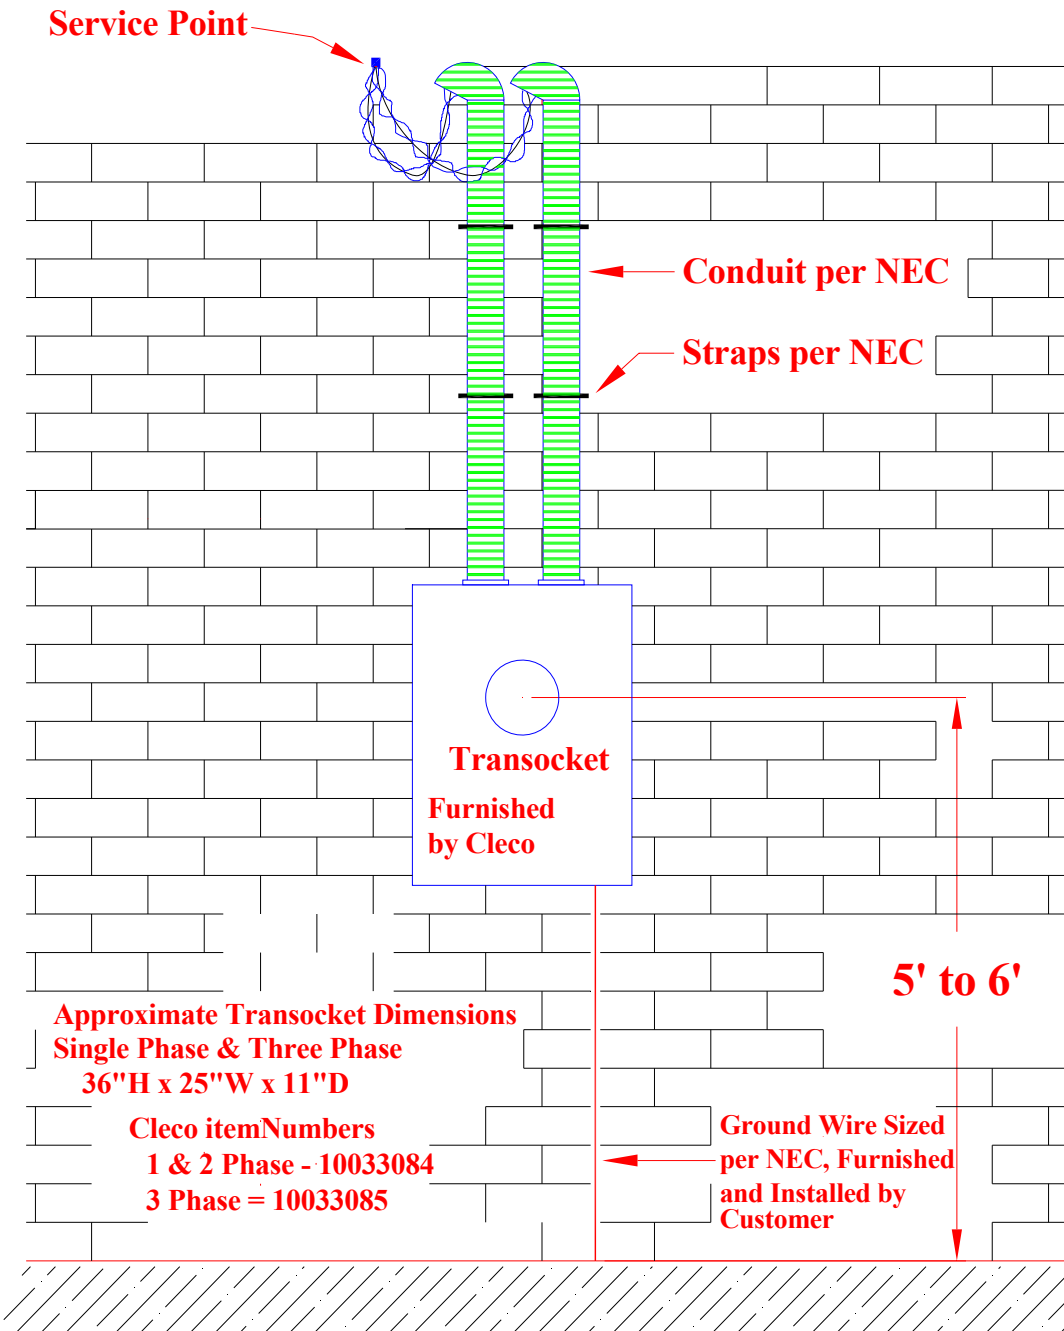 Service Point
Conduit per NEC
Straps per NEC
Transocket
Furnished
by Cleco
5' to 6'
Approximate Transocket Dimensions
Single Phase & Three Phase
36"H x 25"W x 11"D
Cleco itemNumbers
1 & 2 Phase - 10033084
3 Phase = 10033085
Ground Wire Sized
per NEC, Furnished
and Installed by
Customer